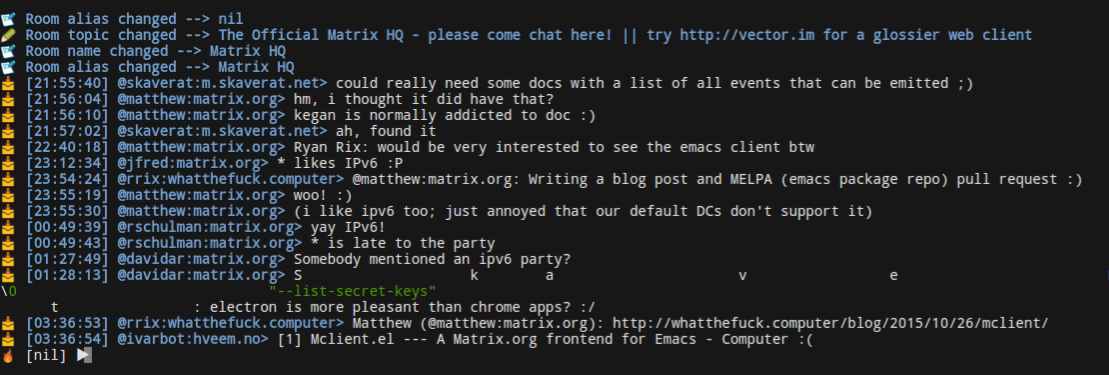 Room alias changed --> nil
Room topic changed --> The Official Matrix HQ - please come chat here! || try http://vector.im for a glossier web client
Room name changed --> Matrix HQ
Room alias changed --> Matrix HQ
[21:55:40] @skaverat:m.skaverat.net> could really need some docs with a list of all events that can be emitted ;)
[21:56:04] @matthew:matrix.org> hm, i thought it did have that?
[21:56:10] @matthew:matrix.org> kegan is normally addicted to doc :)
[21:57:02] @skaverat:m.skaverat.net> ah, found it
[22:40:18] @matthew:matrix.org> Ryan Rix: would be very interested to see the emacs client btw
[23:12:34] @jfred:matrix.org> * likes IPv6 :P
[23:54:24] @rrix:whatthefuck.computer> @matthew:matrix.org: Writing a blog post and MELPA (emacs package repo) pull request :)
[23:55:19] @matthew:matrix.org> woo! :)
[23:55:30] @matthew:matrix.org> (i like ipv6 too; just annoyed that our default DCs don't support it)
[00:49:39] @rschulman:matrix.org> yay IPv6!
[00:49:43] @rschulman:matrix.org> * is late to the party
[01:27:49] @davidar:matrix.org> Somebody mentioned an ipv6 party?
[01:28:13] @davidar:matrix.org> S k a v e
\0 "--list-secret-keys"
t : electron is more pleasant than chrome apps? :/
[03:36:53] @rrix:whatthefuck.computer> Matthew (@matthew:matrix.org): http://whatthefuck.computer/blog/2015/10/26/mclient/
[03:36:54] @ivarbot:hveem.no> [1] Mclient.el --- A Matrix.org frontend for Emacs - Computer :(
[nil]